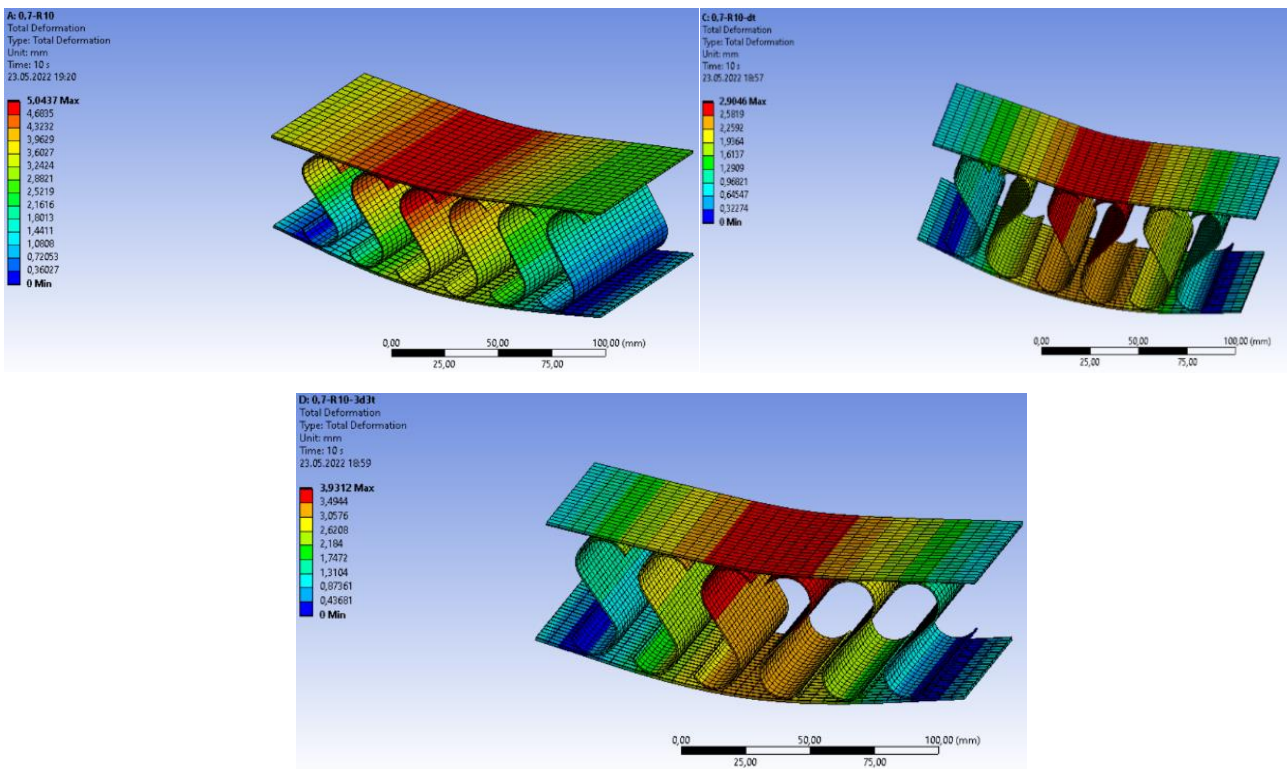 A: 0,7-R10
Total Deformation
Type: Total Deformation
Unit: mm
Time: 10 s
23.05.2022 19:20
5,0437 Max
4,6835
4,3232
3,9629
3,6027
3,2424
2,8821
2,5219
2,1616
1,8013
1,4411
1,0808
0,72053
0,36027
0 Min
0,00 50,00 100,00 (mm)
25,00 75,00
C: 0,7-R10-dt
Total Deformation
Type: Total Deformation
Unit: mm
Time: 10 s
23.05.2022 18:57
2,9046 Max
2,5819
2,2592
1,9364
1,6137
1,2909
0,96821
0,64547
0,32274
0 Min
0,00 50,00 100,00 (mm)
25,00 75,00
D: 0,7-R10-3d3t
Total Deformation
Type: Total Deformation
Unit: mm
Time: 10 s
23.05.2022 18:59
3,9312 Max
3,4944
3,0576
2,6208
2,184
1,7472
1,3104
0,87361
0,43681
0 Min
0,00 50,00 100,00 (mm)
25,00 75,00